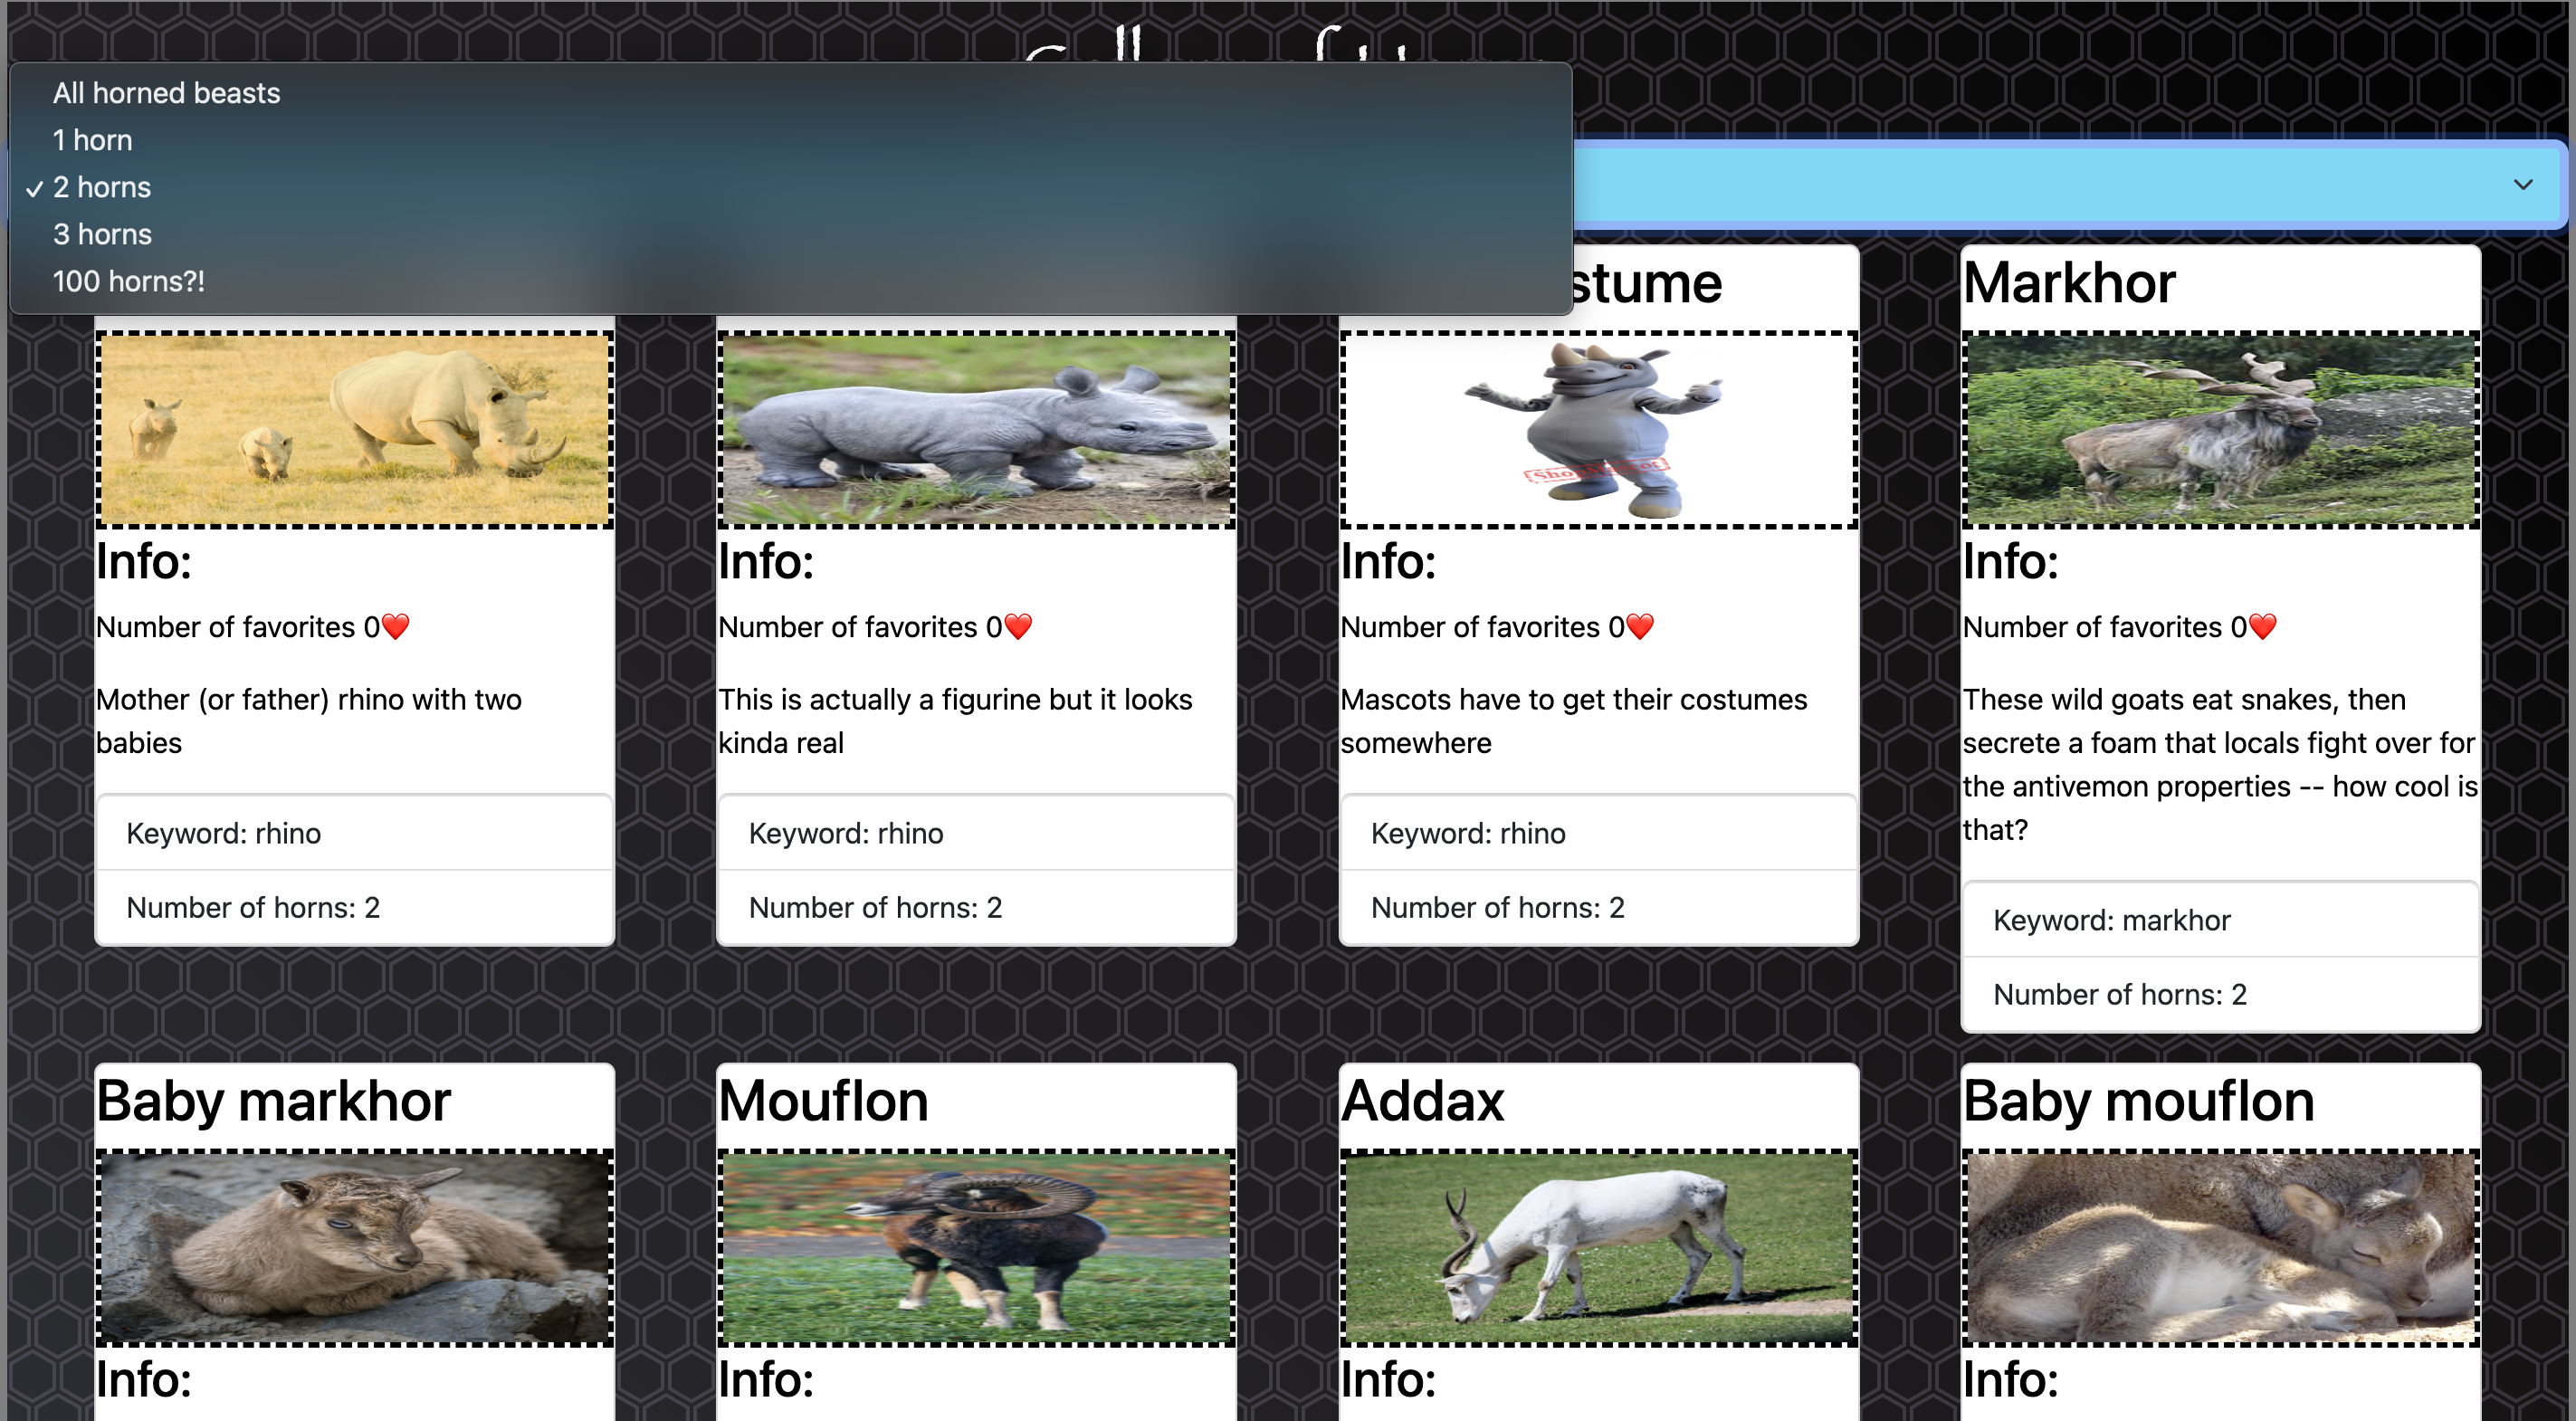 All horned beasts
1 horn
✓ 2 horns
3 horns
100 horns?!
Markhor
Info:
Number of favorites 0❤️
Mother (or father) rhino with two
babies
Keyword: rhino
Number of horns: 2
Info:
Number of favorites 0❤️
This is actually a figurine but it looks
kinda real
Keyword: rhino
Number of horns: 2
ShopMascot
Info:
Number of favorites 0❤️
Mascots have to get their costumes
somewhere
Keyword: rhino
Number of horns: 2
Info:
Number of favorites 0❤️
These wild goats eat snakes, then
secrete a foam that locals fight over for
the antivemon properties -- how cool is
that?
Keyword: markhor
Number of horns: 2
Baby markhor
Info:
Mouflon
Info:
Addax
Info:
Baby mouflon
Info: